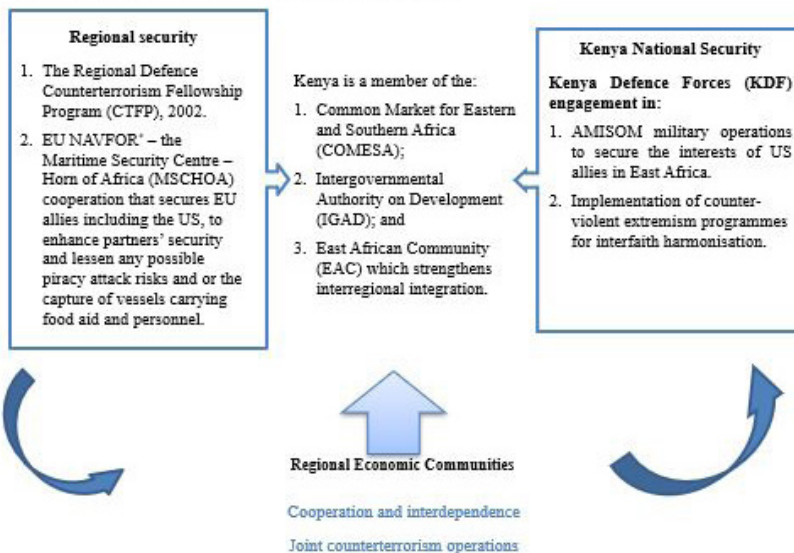 Regional security
1. The Regional Defence
Counterterrorism Fellowship
Program (CTFP), 2002.
2. EU NAVFOR* – the
Maritime Security Centre –
Horn of Africa (MSCHOA)
cooperation that secures EU
allies including the US, to
enhance partners’ security
and lessen any possible
piracy attack risks and or the
capture of vessels carrying
food aid and personnel.
Kenya is a member of the:
1. Common Market for Eastern
and Southern Africa
(COMESA);
2. Intergovernmental
Authority on Development
(IGAD); and
3. East African Community
(EAC) which strengthens
interregional integration.
Kenya National Security
Kenya Defence Forces (KDF)
engagement in:
1. AMISOM military operations
to secure the interests of US
allies in East Africa.
2. Implementation of counter-
violent extremism programmes
for interfaith harmonisation.
Regional Economic Communities
Cooperation and interdependence
Joint counterterrorism operations